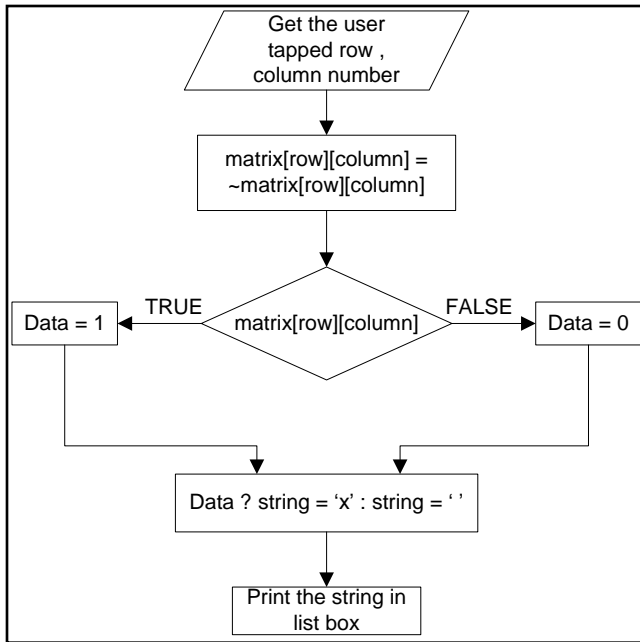 Get the user
tapped row ,
column number
matrix[row][column] =
~matrix[row][column]
TRUE
FALSE
Data = 1
matrix[row][column]
Data = 0
Data ? string = ‘x’ : string = ‘ ’
Print the string in
list box